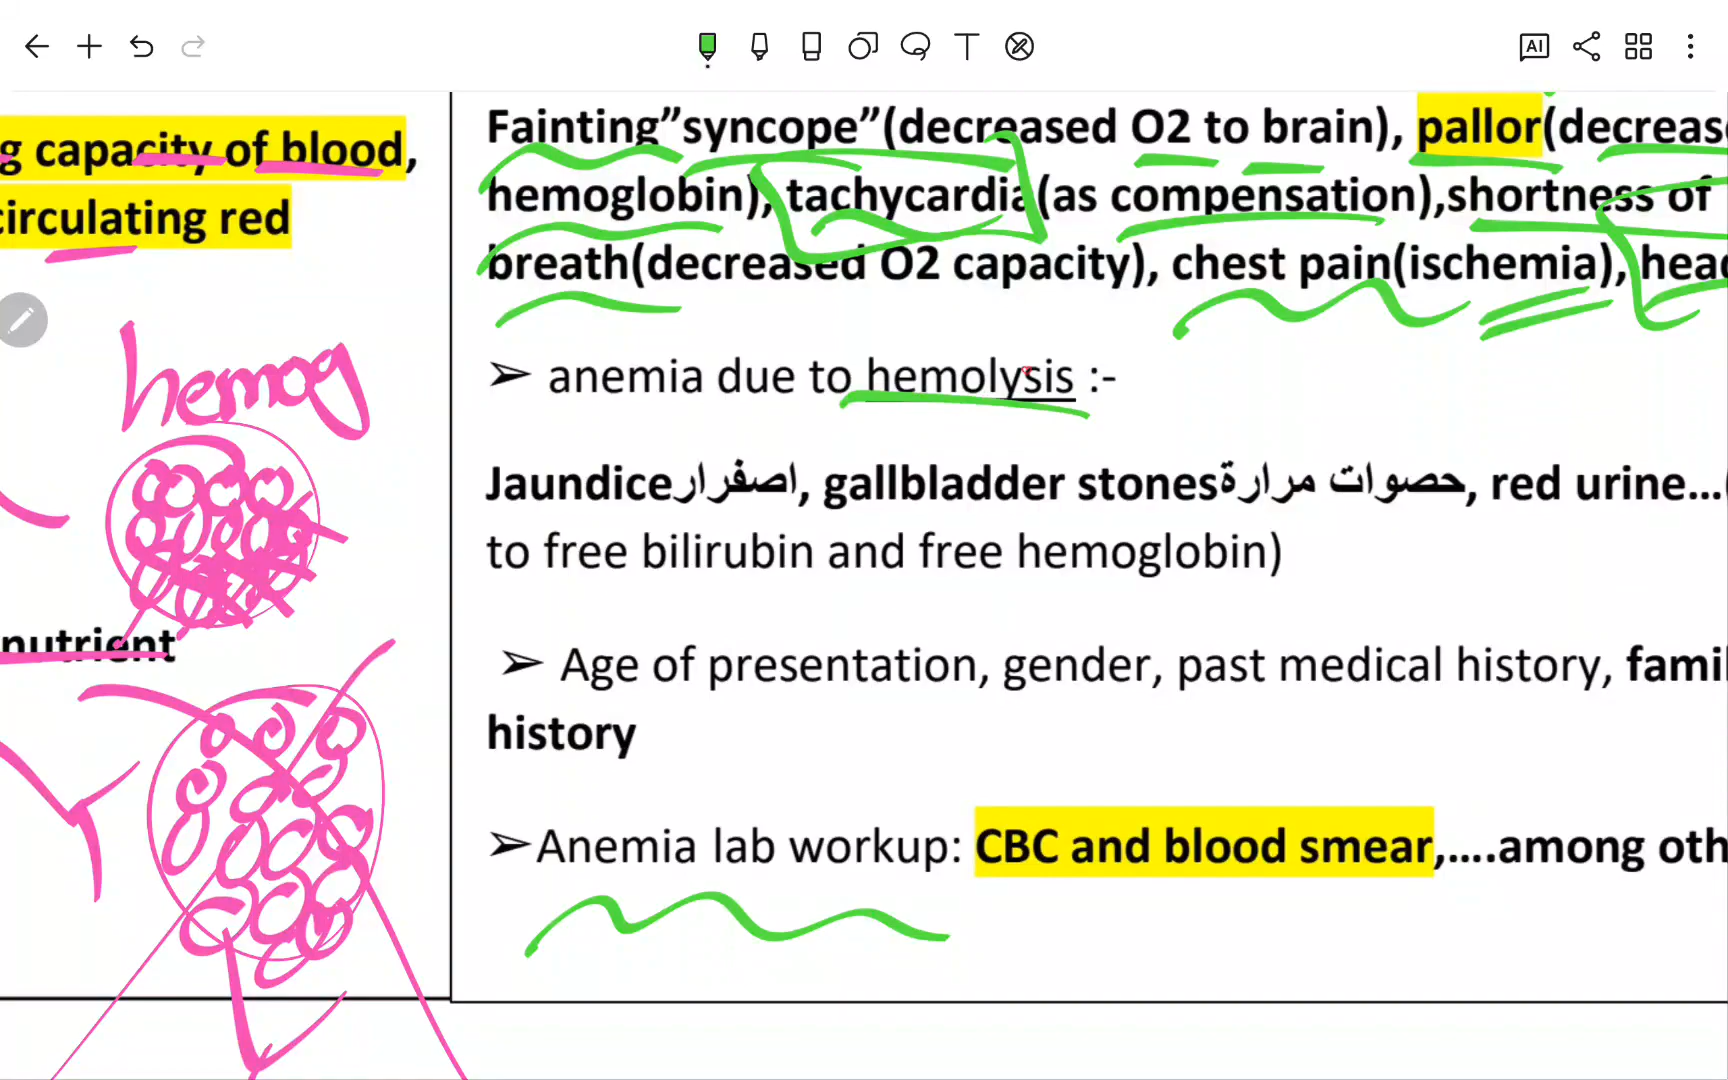 AI
g capacity of blood,
circulating red
hemog
nutrient
Fainting”syncope”(decreased O2 to brain), pallor(decreas
hemoglobin), tachycardia(as compensation),shortness of
breath(decreased O2 capacity), chest pain(ischemia), head
➢ anemia due to hemolysis :-
Jaundiceاصفرار, gallbladder stonesحصوات مرارة, red urine...(
to free bilirubin and free hemoglobin)
➢ Age of presentation, gender, past medical history, famil
history
➢Anemia lab workup: CBC and blood smear,....among oth